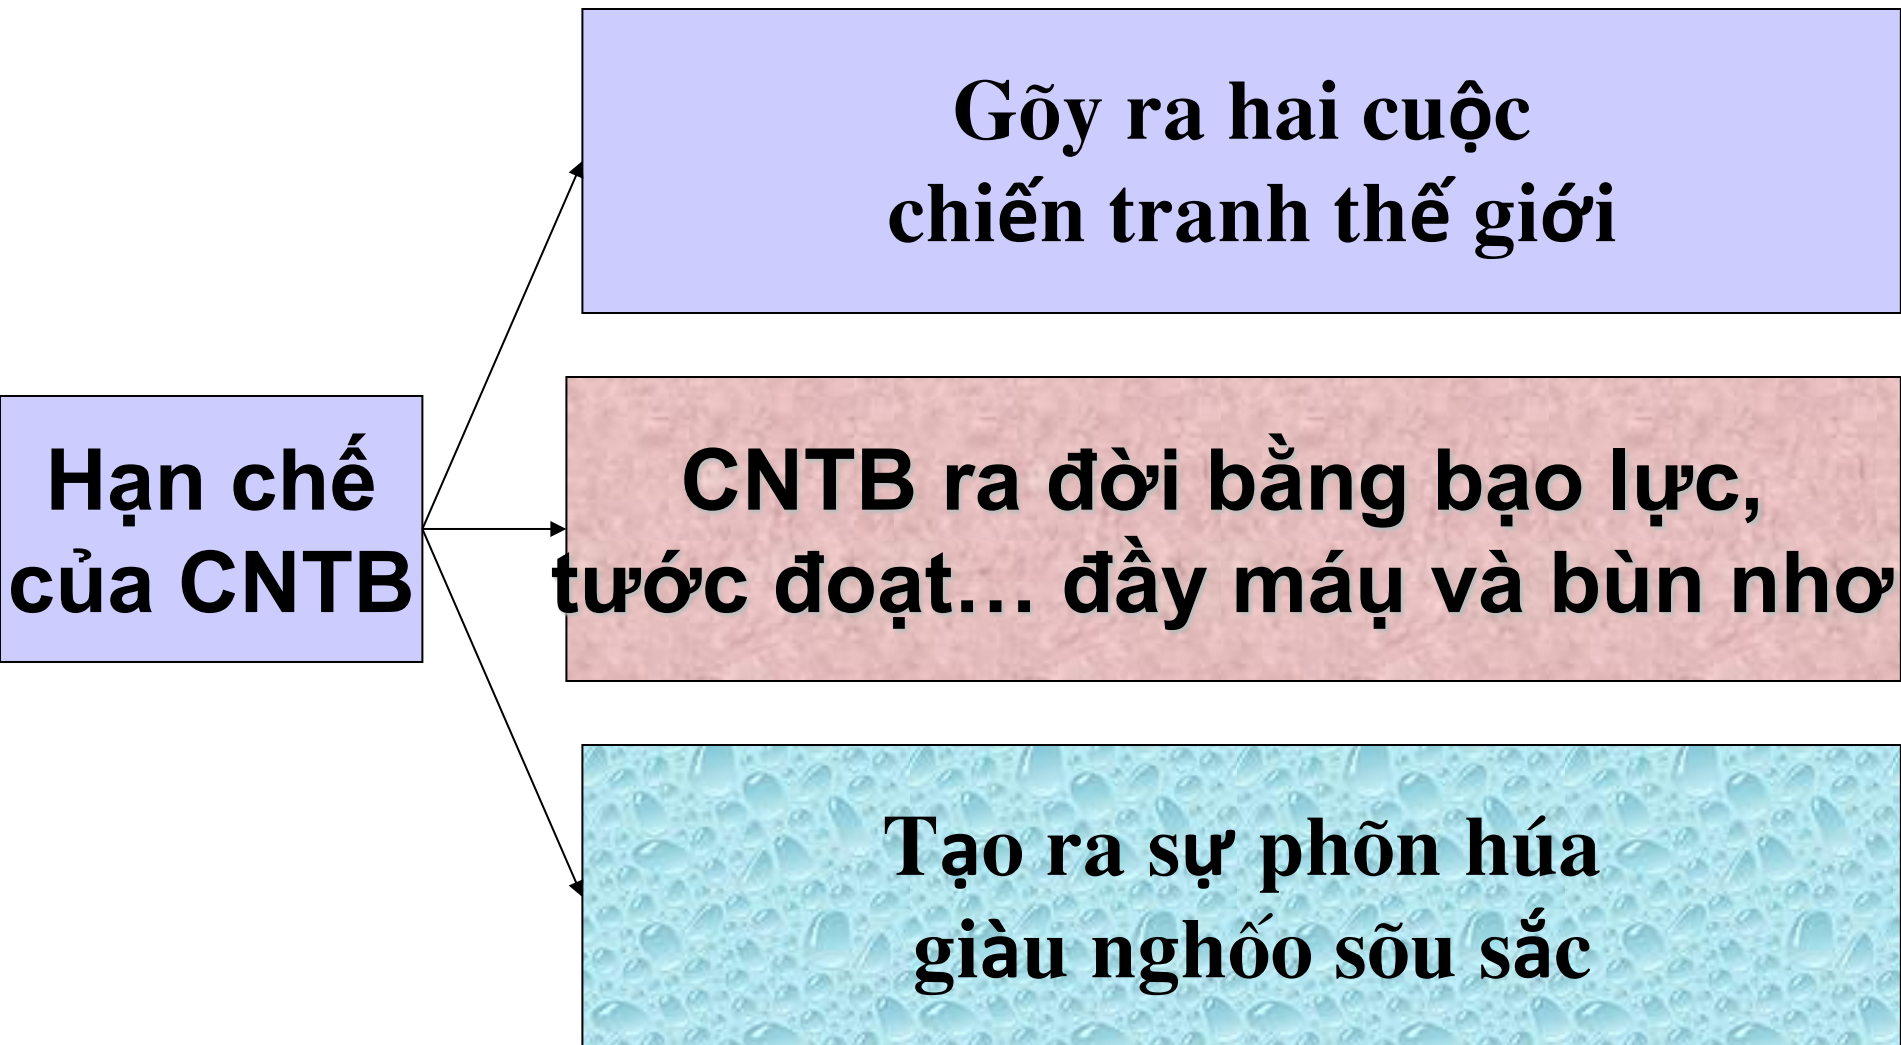 Gõy ra hai cuộc
chiến tranh thế giới
Hạn chế
của CNTB
CNTB ra đời bằng bạo lực,
tước đoạt… đầy máụ và bùn nhơ
Tạo ra sự phõn húa
giàu nghốo sõu sắc